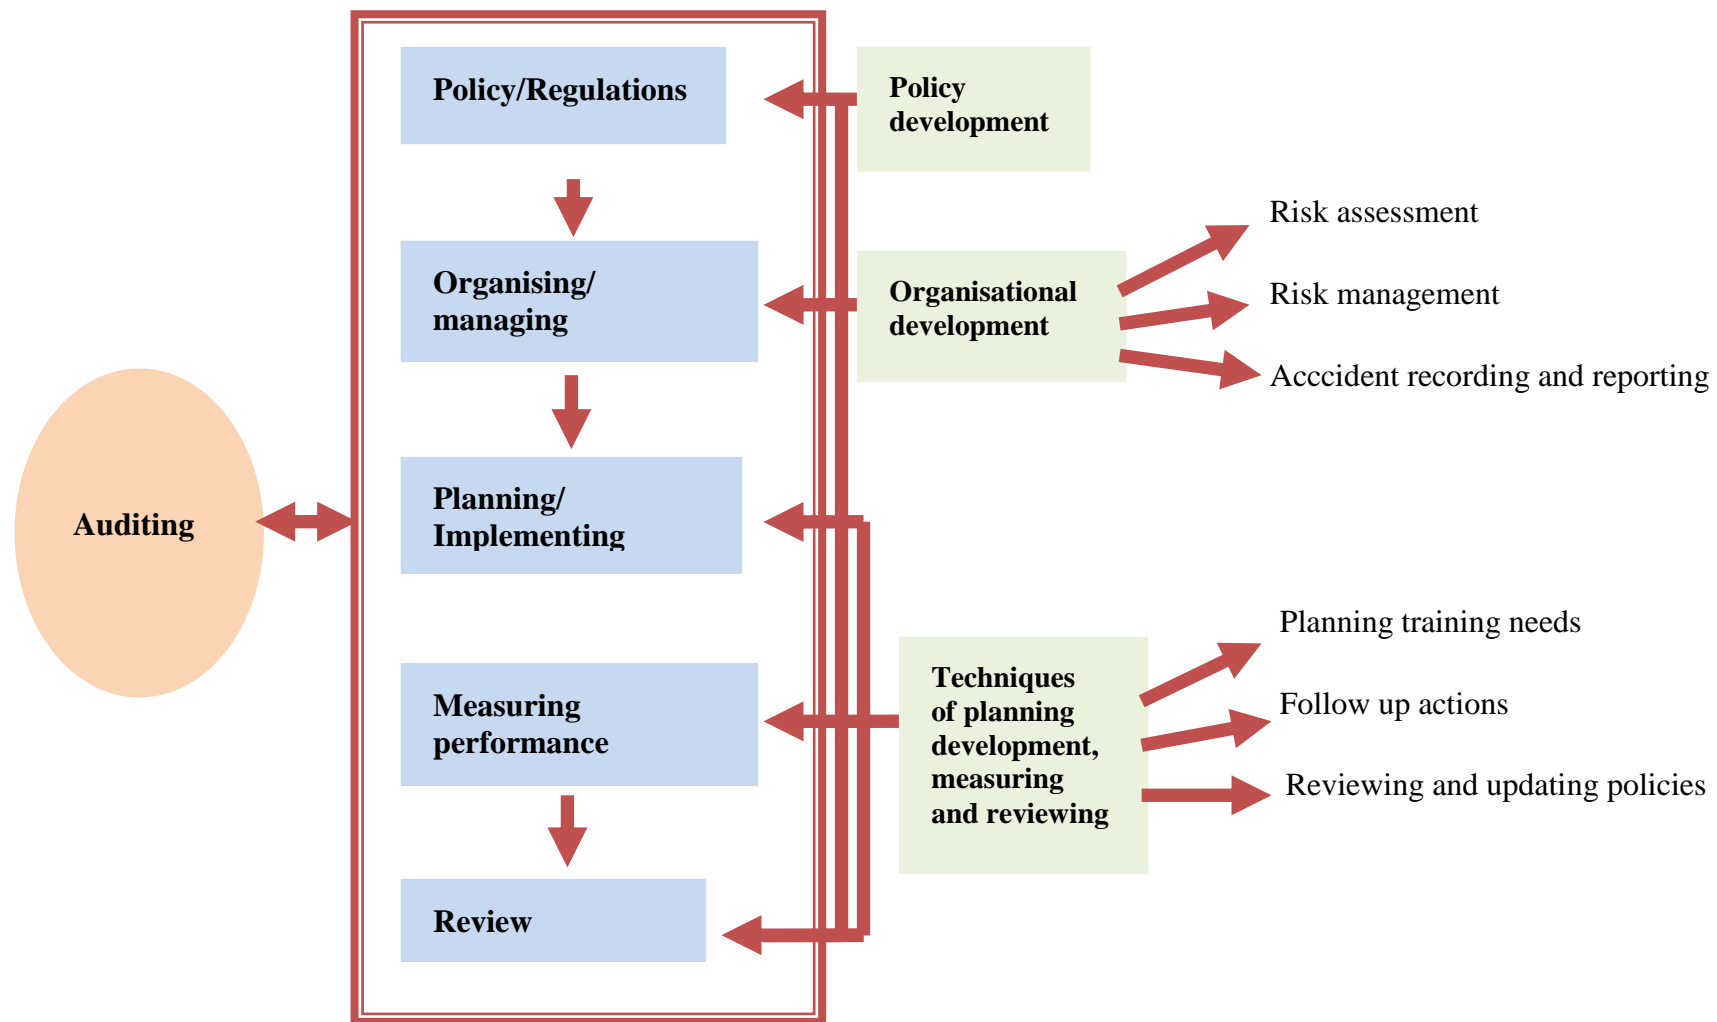 Policy/Regulations
Policy
development
Organising/
managing
Organisational
development
Risk assessment
Risk management
Acccident recording and reporting
Auditing
Planning/
Implementing
Measuring
performance
Techniques
of planning
development,
measuring
and reviewing
Planning training needs
Follow up actions
Reviewing and updating policies
Review